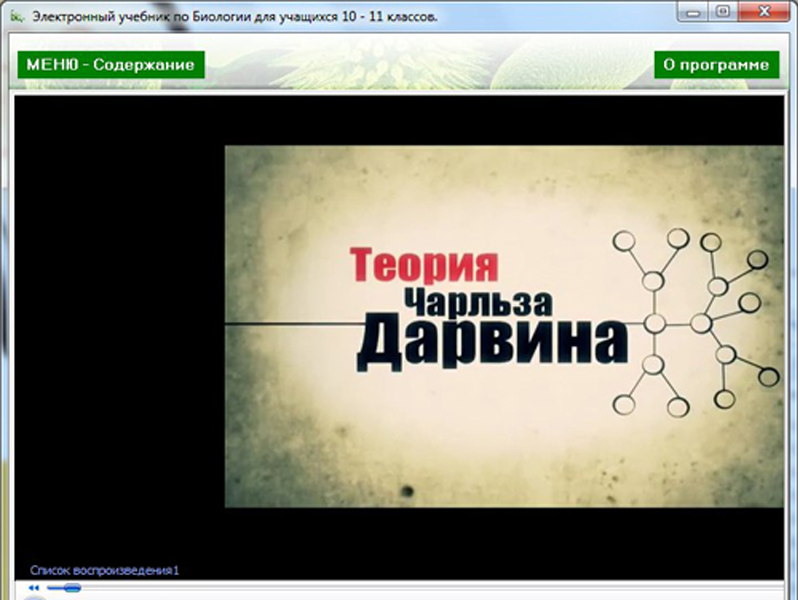 Электронный учебник по Биологии для учащихся 10 - 11 классов.
МЕНЮ - Содержание
О программе
Теория
Чарльза
Дарвина
Список воспроизведения1